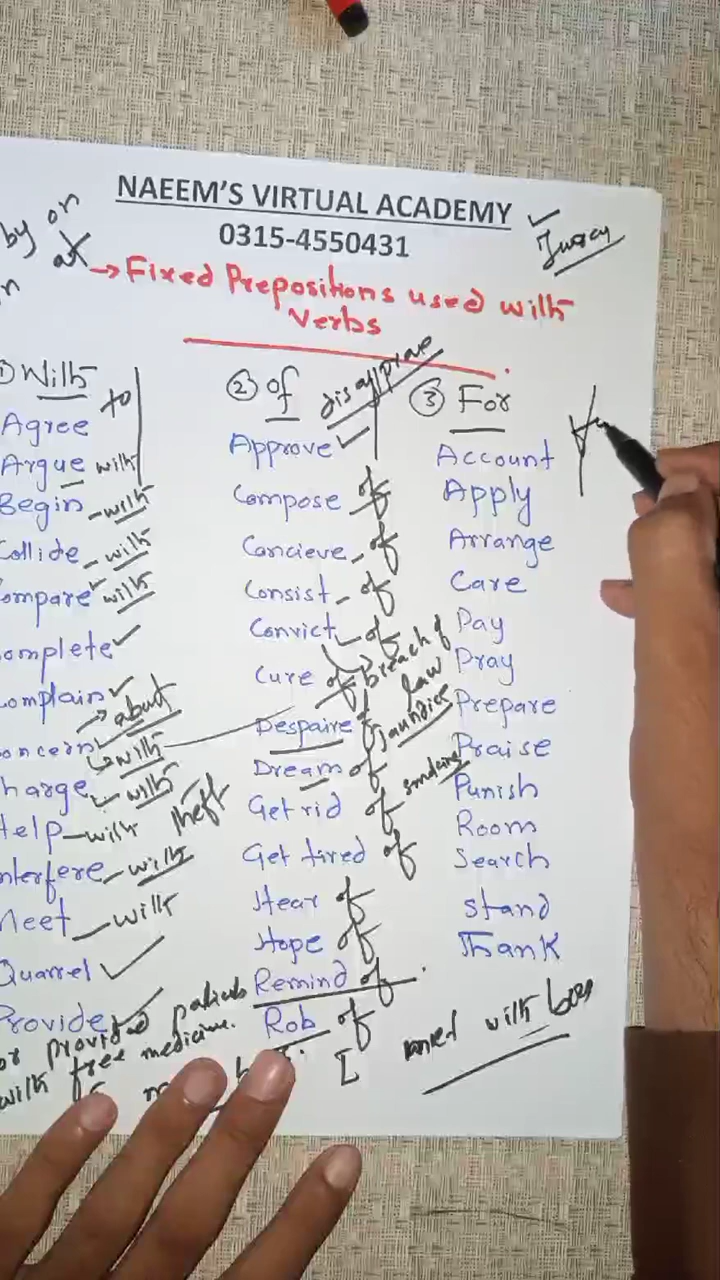 NAEEM'S VIRTUAL ACADEMY
0315-4550431
by on
at
→Fixed Prepositions used with
Verbs
With
to
Agree
Argue with
Begin - with
Collide - with
Compare with
Complete
Complain
Concern → about
with
Charge with theft
Help - with
Interfere - with
Meet - with
Quarrel
Provide
provided patients
with free medicine.
② of
disapprove
Approve
Compose of
Concieve - of
Consist - of
Convict - of
breach of
law
Cure of
jaundice
Despaire of
Dream of
smoking
Get rid of
Get tired of
Hear of
Hope of
Remind of
Rob of
③ For
Account
Apply
Arrange
Care
Pay
Pray
Prepare
Praise
Punish
Room
Search
Stand
Thank
with